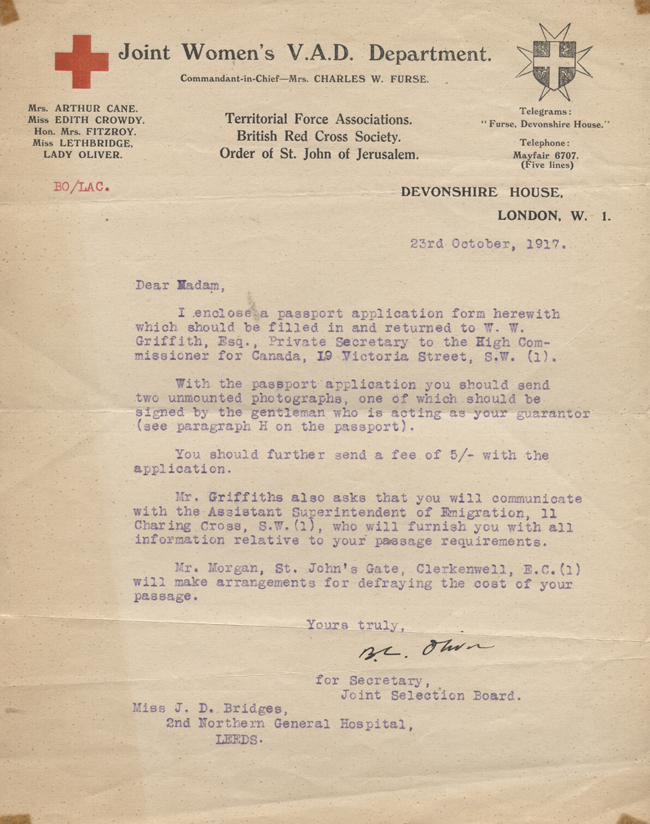 Joint Women's V.A.D. Department.
Commandant-in-Chief—Mrs. CHARLES W. FURSE.
Mrs. ARTHUR CANE.
Miss EDITH CROWDY.
Hon. Mrs. FITZROY.
Miss LETHBRIDGE.
LADY OLIVER.
Territorial Force Associations.
British Red Cross Society.
Order of St. John of Jerusalem.
Telegrams:
"Furse, Devonshire House."
Telephone:
Mayfair 6707.
(Five lines)
BO/LAC.
DEVONSHIRE HOUSE,
LONDON, W. 1.
23rd October, 1917.
Dear Madam,
I enclose a passport application form herewith
which should be filled in and returned to W. W.
Griffith, Esq., Private Secretary to the High Com-
missioner for Canada, 19 Victoria Street, S.W. (1).
With the passport application you should send
two unmounted photographs, one of which should be
signed by the gentleman who is acting as your guarantor
(see paragraph H on the passport).
You should further send a fee of 5/- with the
application.
Mr. Griffiths also asks that you will communicate
with the Assistant Superintendent of Emigration, 11
Charing Cross, S.W.(1), who will furnish you with all
information relative to your passage requirements.
Mr. Morgan, St. John's Gate, Clerkenwell, E.C.(1)
will make arrangements for defraying the cost of your
passage.
Yours truly,
B.L. Oliver
for Secretary,
Joint Selection Board.
Miss J. D. Bridges,
2nd Northern General Hospital,
LEEDS.